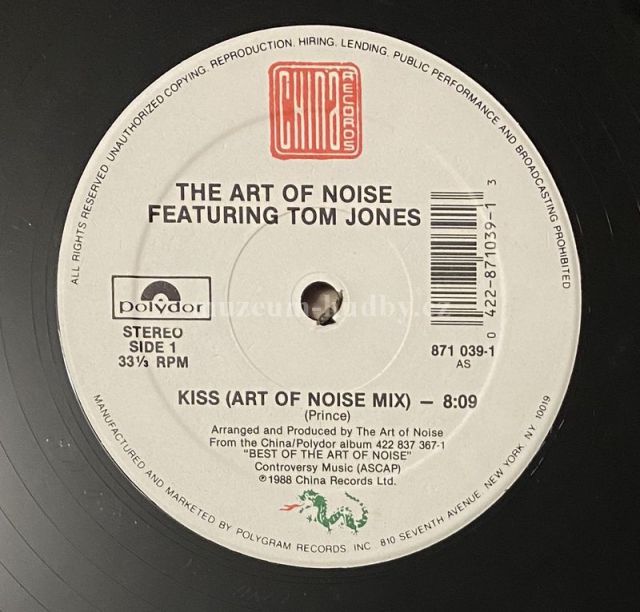 ALL RIGHTS RESERVED. UNAUTHORIZED COPYING, REPRODUCTION, HIRING, LENDING, PUBLIC PERFORMANCE AND BROADCASTING PROHIBITED
CHINA
RECORDS
THE ART OF NOISE
FEATURING TOM JONES
polydor
STEREO
SIDE 1
33⅓ RPM
0 422-871039-1 3
871 039-1
AS
muzeum-hudby.cz
KISS (ART OF NOISE MIX) – 8:09
(Prince)
Arranged and Produced by The Art of Noise
From the China/Polydor album 422 837 367-1
"BEST OF THE ART OF NOISE"
Controversy Music (ASCAP)
℗1988 China Records Ltd.
MANUFACTURED AND MARKETED BY POLYGRAM RECORDS, INC 810 SEVENTH AVENUE, NEW YORK, NY 10019